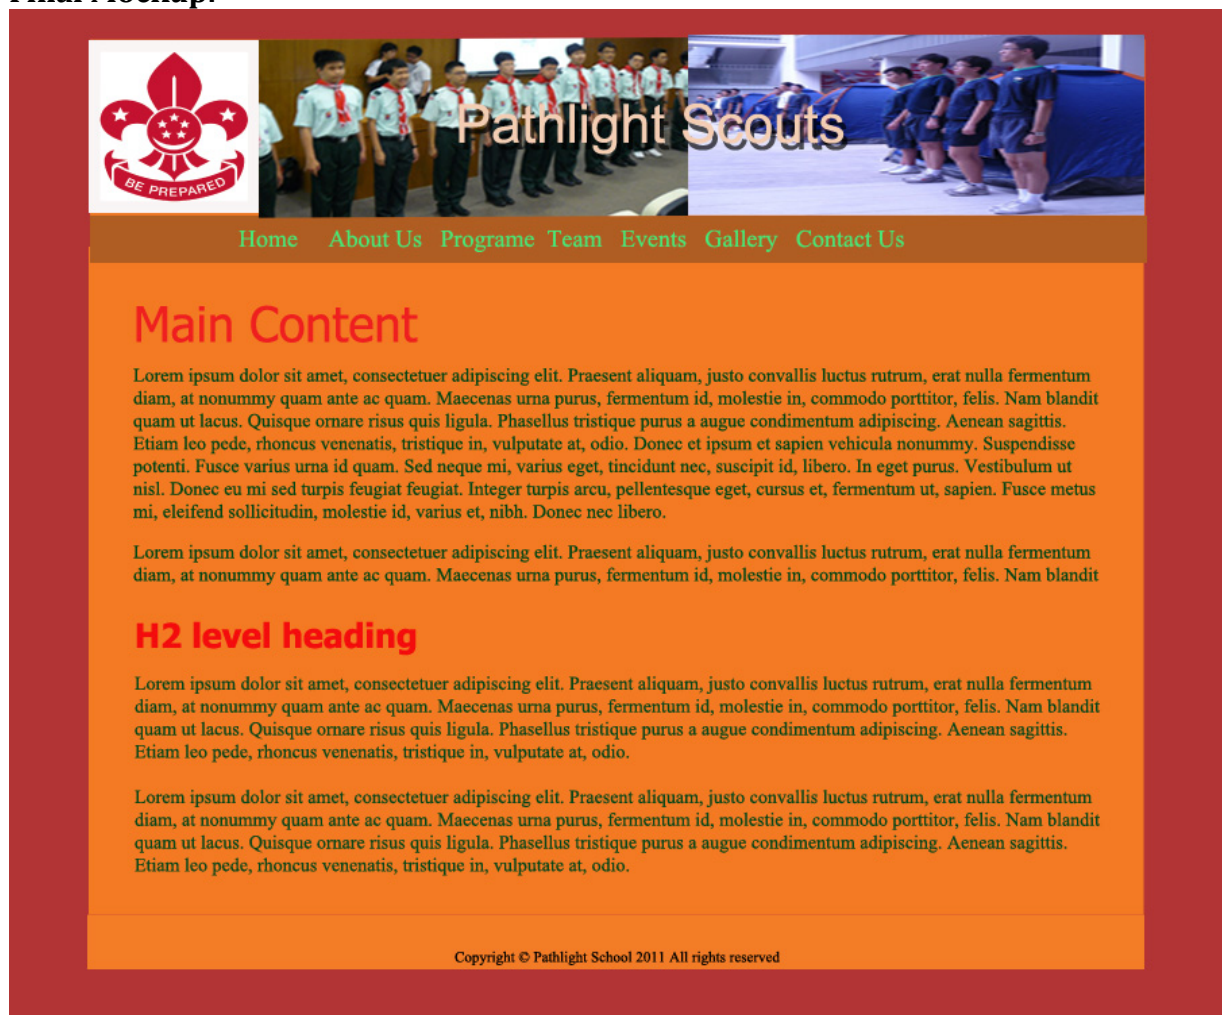 Final Mockup:
BE PREPARED
Pathlight Scouts
Home About Us Programe Team Events Gallery Contact Us
Main Content
Lorem ipsum dolor sit amet, consectetuer adipiscing elit. Praesent aliquam, justo convallis luctus rutrum, erat nulla fermentum
diam, at nonummy quam ante ac quam. Maecenas urna purus, fermentum id, molestie in, commodo porttitor, felis. Nam blandit
quam ut lacus. Quisque ornare risus quis ligula. Phasellus tristique purus a augue condimentum adipiscing. Aenean sagittis.
Etiam leo pede, rhoncus venenatis, tristique in, vulputate at, odio. Donec et ipsum et sapien vehicula nonummy. Suspendisse
potenti. Fusce varius urna id quam. Sed neque mi, varius eget, tincidunt nec, suscipit id, libero. In eget purus. Vestibulum ut
nisl. Donec eu mi sed turpis feugiat feugiat. Integer turpis arcu, pellentesque eget, cursus et, fermentum ut, sapien. Fusce metus
mi, eleifend sollicitudin, molestie id, varius et, nibh. Donec nec libero.
Lorem ipsum dolor sit amet, consectetuer adipiscing elit. Praesent aliquam, justo convallis luctus rutrum, erat nulla fermentum
diam, at nonummy quam ante ac quam. Maecenas urna purus, fermentum id, molestie in, commodo porttitor, felis. Nam blandit
H2 level heading
Lorem ipsum dolor sit amet, consectetuer adipiscing elit. Praesent aliquam, justo convallis luctus rutrum, erat nulla fermentum
diam, at nonummy quam ante ac quam. Maecenas urna purus, fermentum id, molestie in, commodo porttitor, felis. Nam blandit
quam ut lacus. Quisque ornare risus quis ligula. Phasellus tristique purus a augue condimentum adipiscing. Aenean sagittis.
Etiam leo pede, rhoncus venenatis, tristique in, vulputate at, odio.
Lorem ipsum dolor sit amet, consectetuer adipiscing elit. Praesent aliquam, justo convallis luctus rutrum, erat nulla fermentum
diam, at nonummy quam ante ac quam. Maecenas urna purus, fermentum id, molestie in, commodo porttitor, felis. Nam blandit
quam ut lacus. Quisque ornare risus quis ligula. Phasellus tristique purus a augue condimentum adipiscing. Aenean sagittis.
Etiam leo pede, rhoncus venenatis, tristique in, vulputate at, odio.
Copyright © Pathlight School 2011 All rights reserved